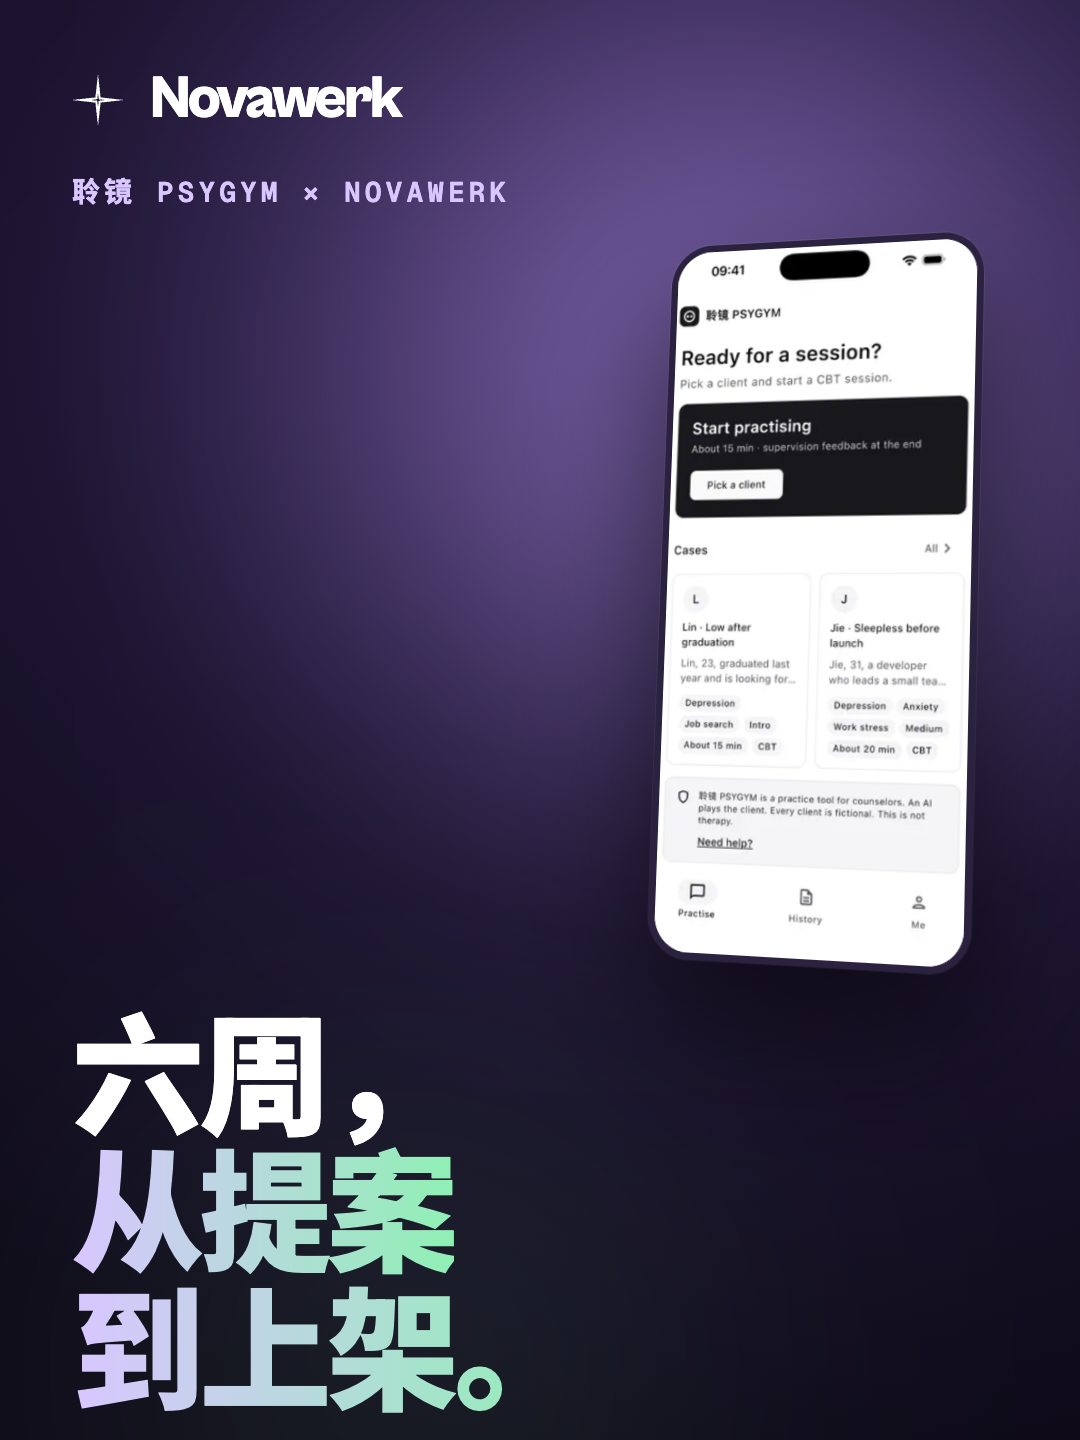 Novawerk
聆镜 PSYGYM × NOVAWERK
09:41
聆镜 PSYGYM
Ready for a session?
Pick a client and start a CBT session.
Start practising
About 15 min · supervision feedback at the end
Pick a client
Cases
All
L
Lin · Low after
graduation
Lin, 23, graduated last
year and is looking for...
Depression
Job search Intro
About 15 min CBT
J
Jie · Sleepless before
launch
Jie, 31, a developer
who leads a small tea...
Depression Anxiety
Work stress Medium
About 20 min CBT
聆镜 PSYGYM is a practice tool for counselors. An AI
plays the client. Every client is fictional. This is not
therapy.
Need help?
Practise
History
Me
六周，
从提案
到上架。